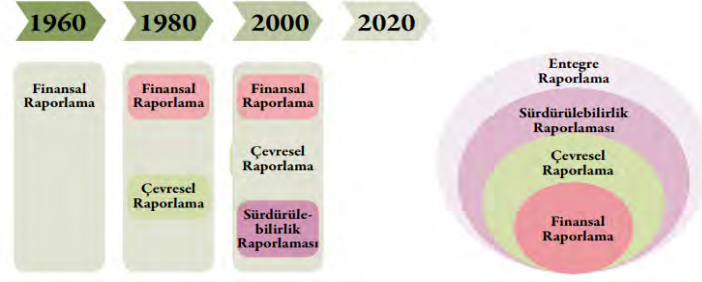 1960
1980
2000
2020
Finansal
Raporlama
Finansal
Raporlama
Çevresel
Raporlama
Finansal
Raporlama
Çevresel
Raporlama
Sürdürüle-
bilirlik
Raporlaması
Entegre
Raporlama
Sürdürülebilirlik
Raporlaması
Çevresel
Raporlama
Finansal
Raporlama